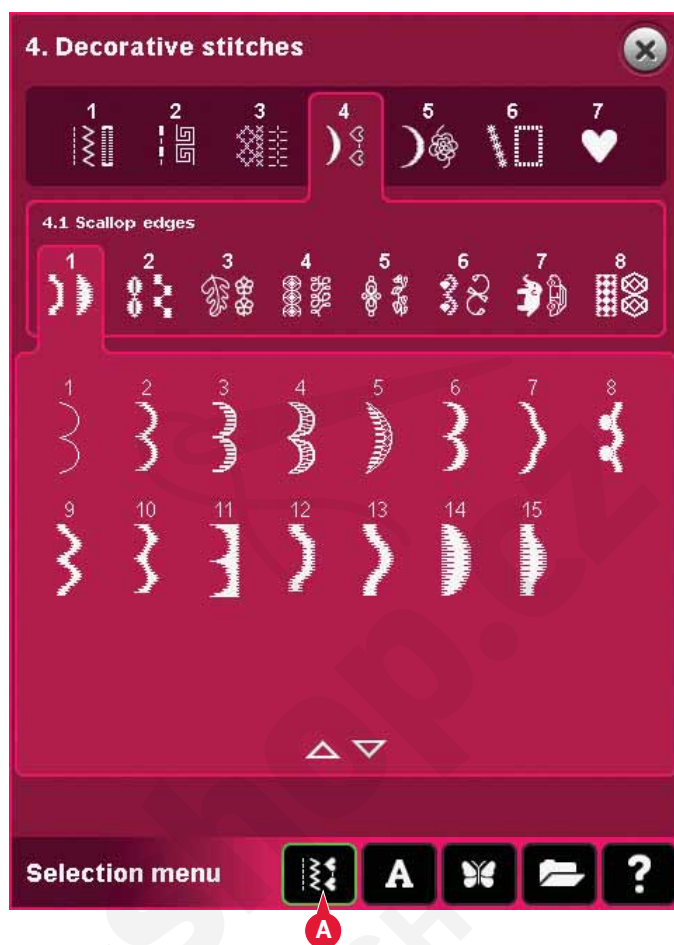 4. Decorative stitches
1 2 3 4 5 6 7
4.1 Scallop edges
1 2 3 4 5 6 7 8
1 2 3 4 5 6 7 8
9 10 11 12 13 14 15
Selection menu
A ?
A
shop.cz